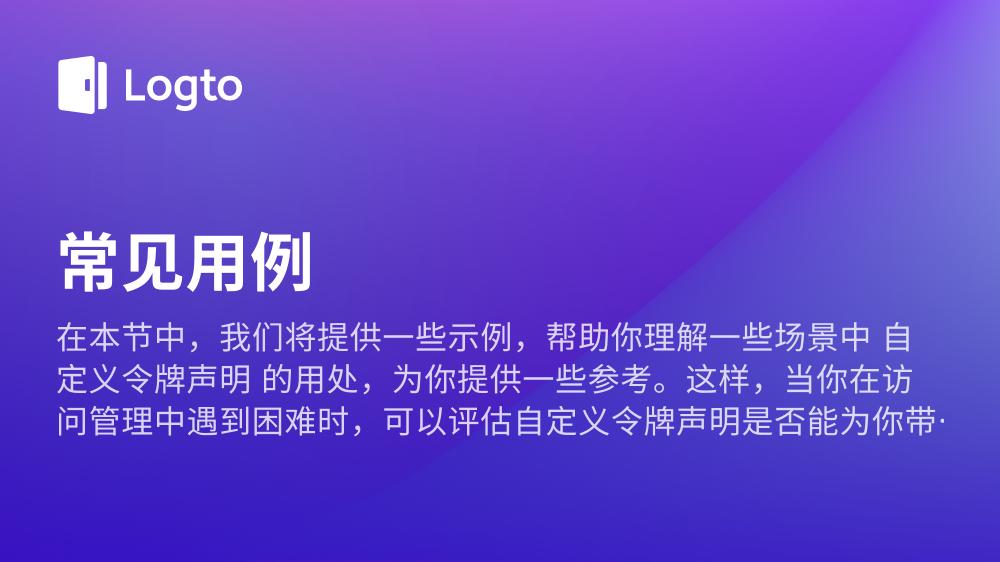 Logto
常见用例
在本节中，我们将提供一些示例，帮助你理解一些场景中 自
定义令牌声明 的用处，为你提供一些参考。这样，当你在访
问管理中遇到困难时，可以评估自定义令牌声明是否能为你带·